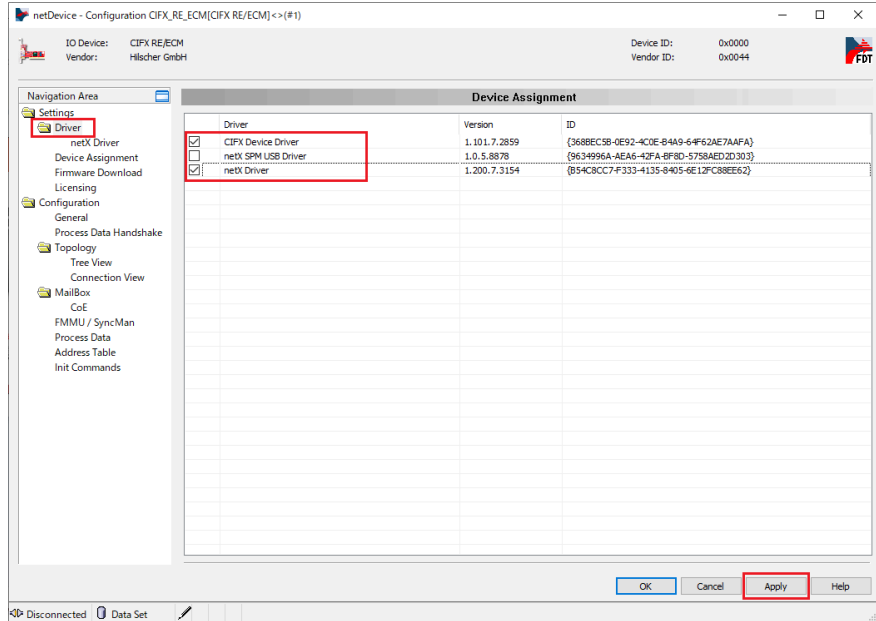 netDevice - Configuration CIFX_RE_ECM[CIFX RE/ECM]<>(#1)
IO Device: CIFX RE/ECM Device ID: 0x0000
Vendor: Hilscher GmbH Vendor ID: 0x0044
FDT
Navigation Area
Device Assignment
Settings
Driver
netX Driver
Device Assignment
Firmware Download
Licensing
Configuration
General
Process Data Handshake
Topology
Tree View
Connection View
MailBox
CoE
FMMU / SyncMan
Process Data
Address Table
Init Commands
Driver Version ID
CIFX Device Driver 1.101.7.2859 {368BEC5B-0E92-4C0E-B4A9-64F62AE7AAFA}
netX SPM USB Driver 1.0.5.8878 {9634996A-AEA6-42FA-BF8D-5758AED2D303}
netX Driver 1.200.7.3154 {B54C8CC7-F333-4135-8405-6E12FC88EE62}
OK Cancel Apply Help
Disconnected Data Set